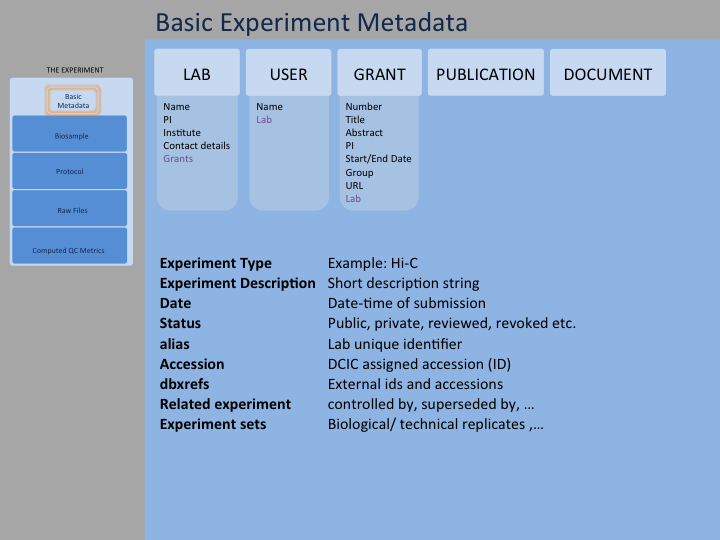 Basic Experiment Metadata
THE EXPERIMENT
Basic
Metadata
Biosample
Protocol
Raw Files
Computed QC Metrics
LAB
Name
PI
Institute
Contact details
Grants
USER
Name
Lab
GRANT
Number
Title
Abstract
PI
Start/End Date
Group
URL
Lab
PUBLICATION
DOCUMENT
Experiment Type Example: Hi-C
Experiment Description Short description string
Date Date-time of submission
Status Public, private, reviewed, revoked etc.
alias Lab unique identifier
Accession DCIC assigned accession (ID)
dbxrefs External ids and accessions
Related experiment controlled by, superseded by, …
Experiment sets Biological/ technical replicates ,…